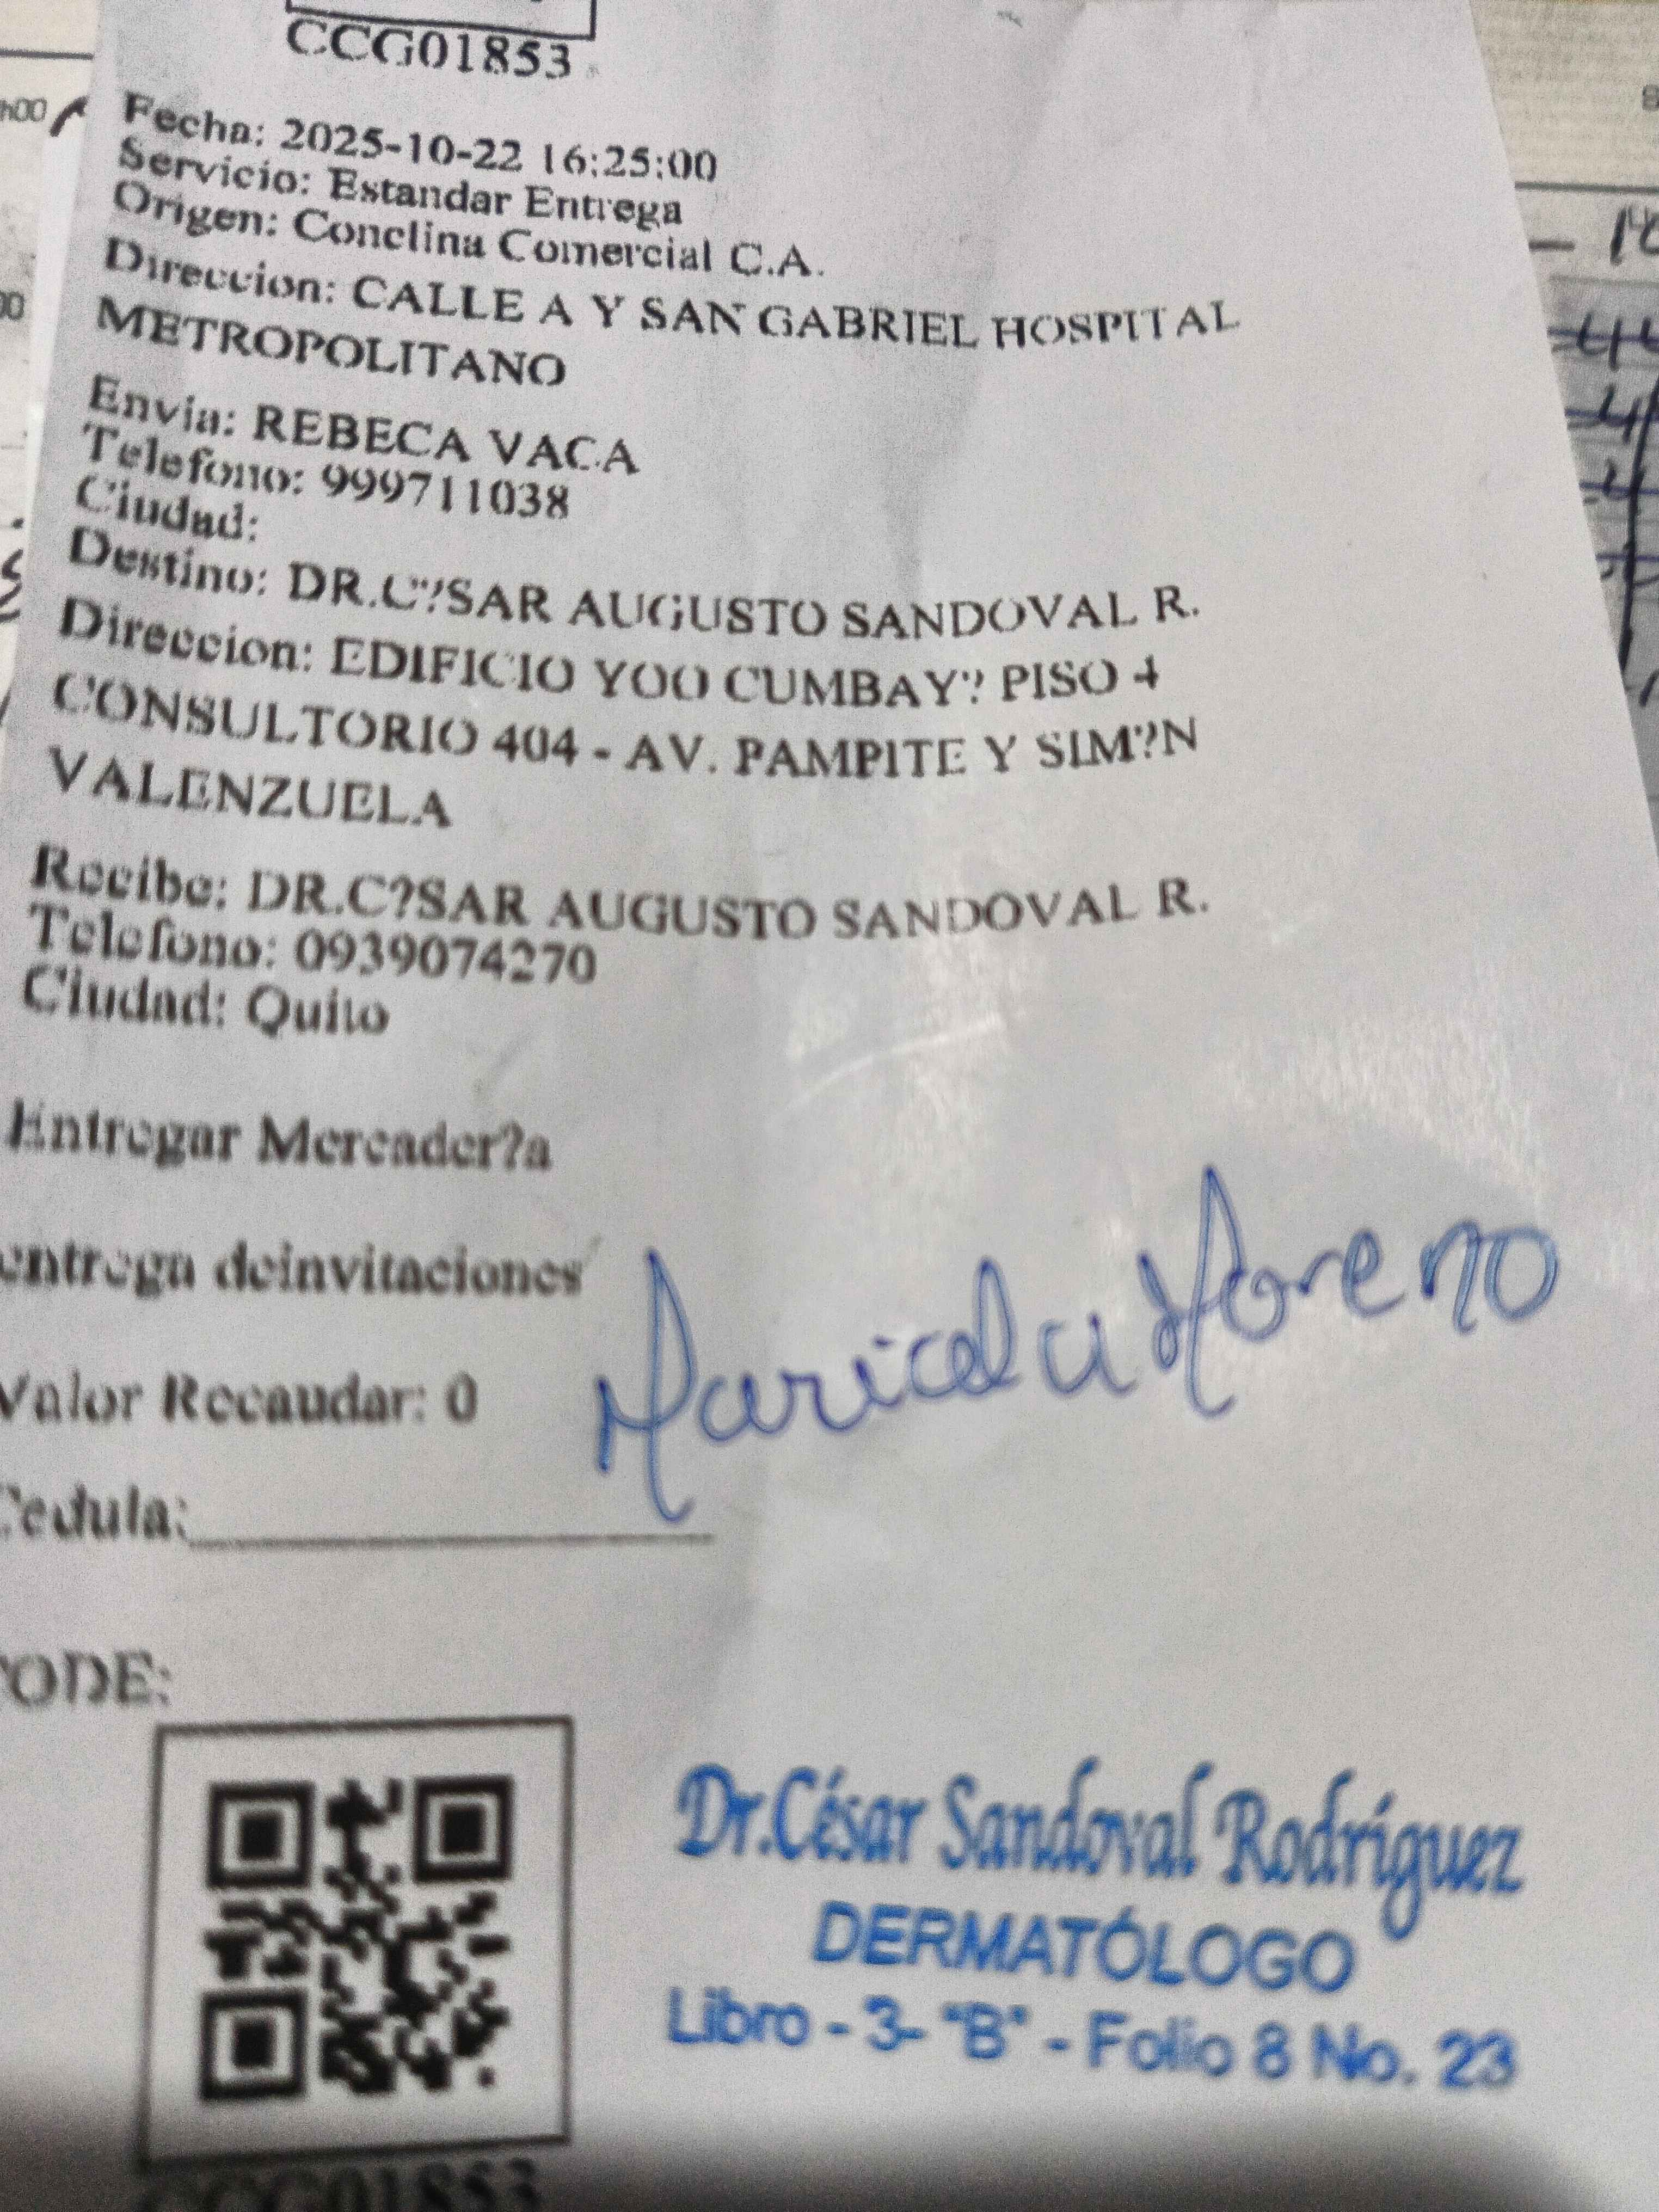 CCG01853
Fecha: 2025-10-22 16:25:00
Servicio: Estandar Entrega
Origen: Conclina Comercial C.A.
Direccion: CALLE A Y SAN GABRIEL HOSPITAL
METROPOLITANO
Envia: REBECA VACA
Telefono: 999711038
Ciudad:
Destino: DR.C?SAR AUGUSTO SANDOVAL R.
Direccion: EDIFICIO YOO CUMBAY? PISO 4
CONSULTORIO 404 - AV. PAMPITE Y SIM?N
VALENZUELA
Recibe: DR.C?SAR AUGUSTO SANDOVAL R.
Telefono: 0939074270
Ciudad: Quito
Entregar Mercader?a
entrega deinvitaciones
Maricela Moreno
Valor Recaudar: 0
Cedula:
CODE:
Dr.César Sandoval Rodríguez
DERMATÓLOGO
Libro - 3- "B" - Folio 8 No. 23
CCG01853